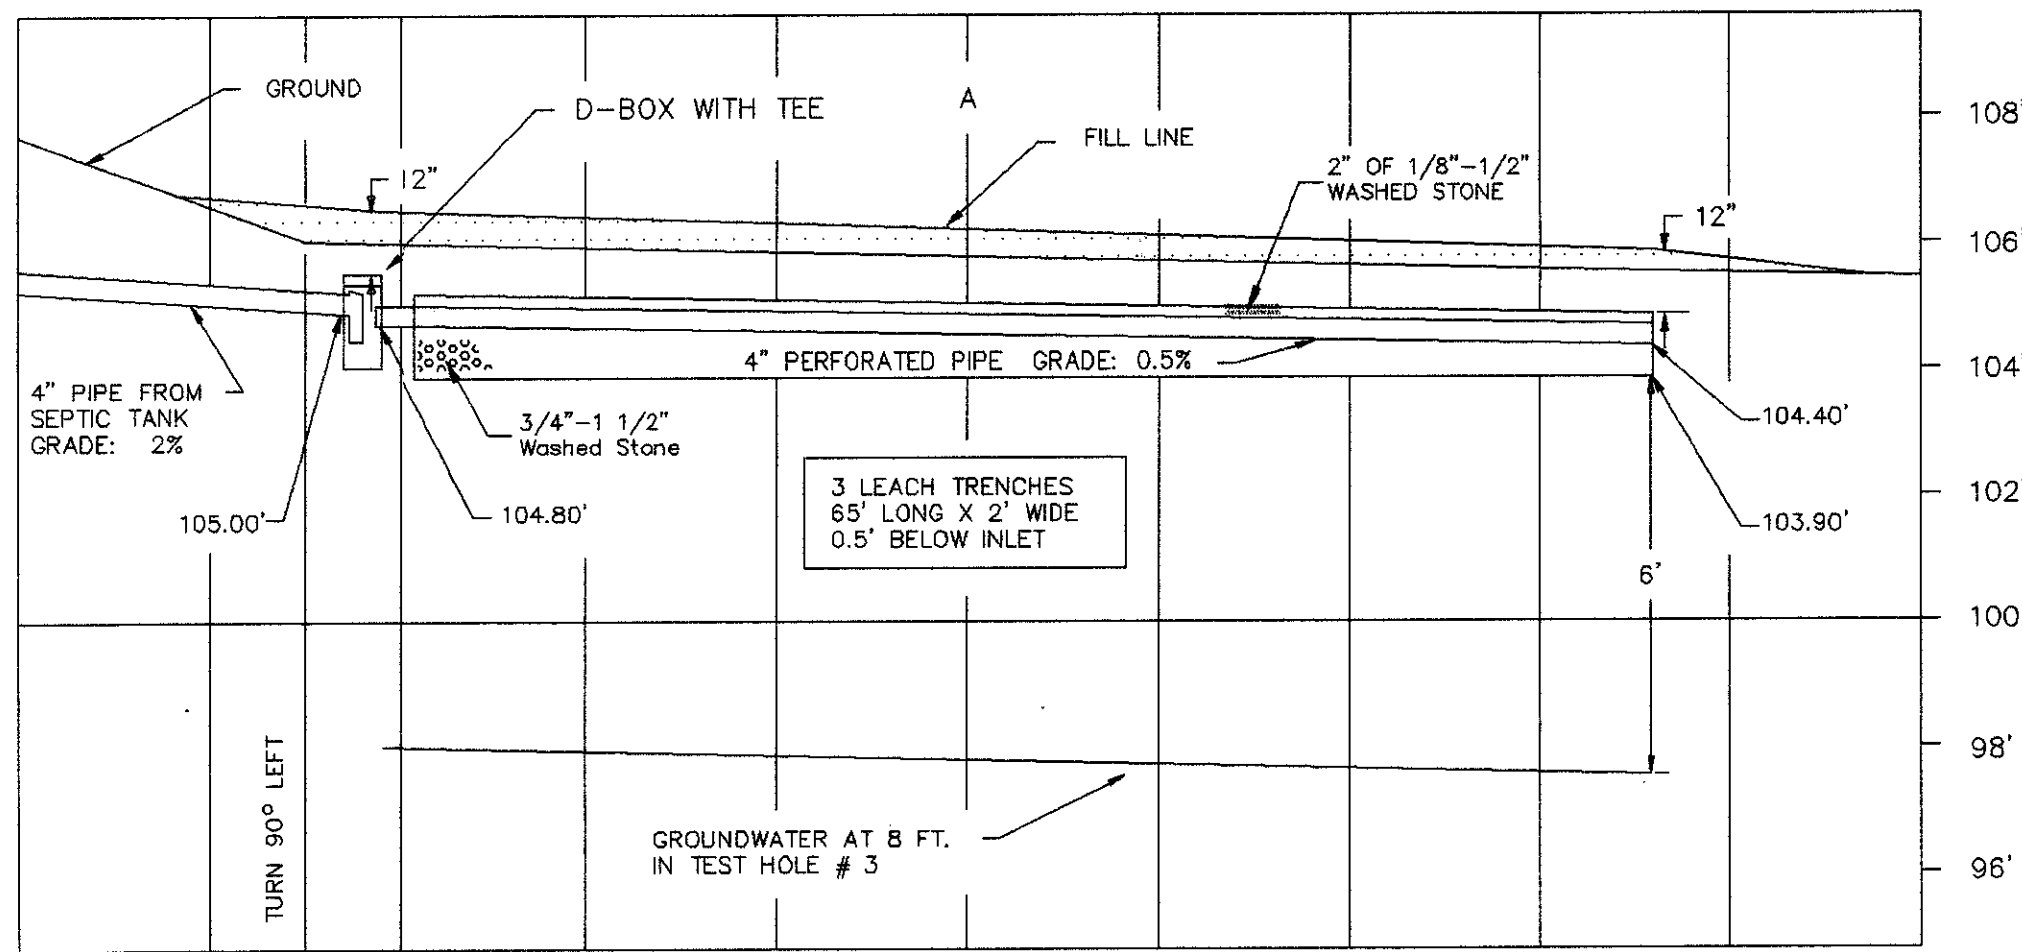 GROUND
D-BOX WITH TEE
A
FILL LINE
2" OF 1/8"-1/2"
WASHED STONE
12"
12"
108'
106'
104'
102'
100
98'
96'
4" PIPE FROM
SEPTIC TANK
GRADE: 2%
4" PERFORATED PIPE GRADE: 0.5%
3/4"-1 1/2"
Washed Stone
105.00'
104.80'
3 LEACH TRENCHES
65' LONG X 2' WIDE
0.5' BELOW INLET
104.40'
103.90'
6'
TURN 90° LEFT
GROUNDWATER AT 8 FT.
IN TEST HOLE # 3